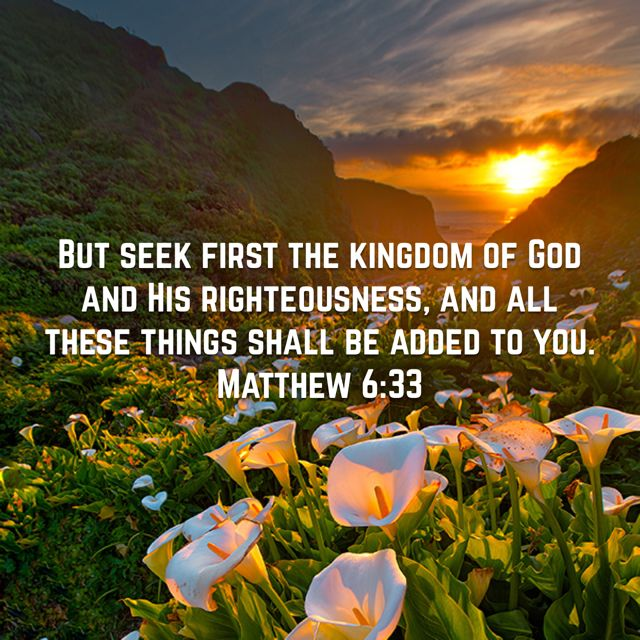 But seek first the kingdom of God
and His righteousness, and all
these things shall be added to you.
Matthew 6:33